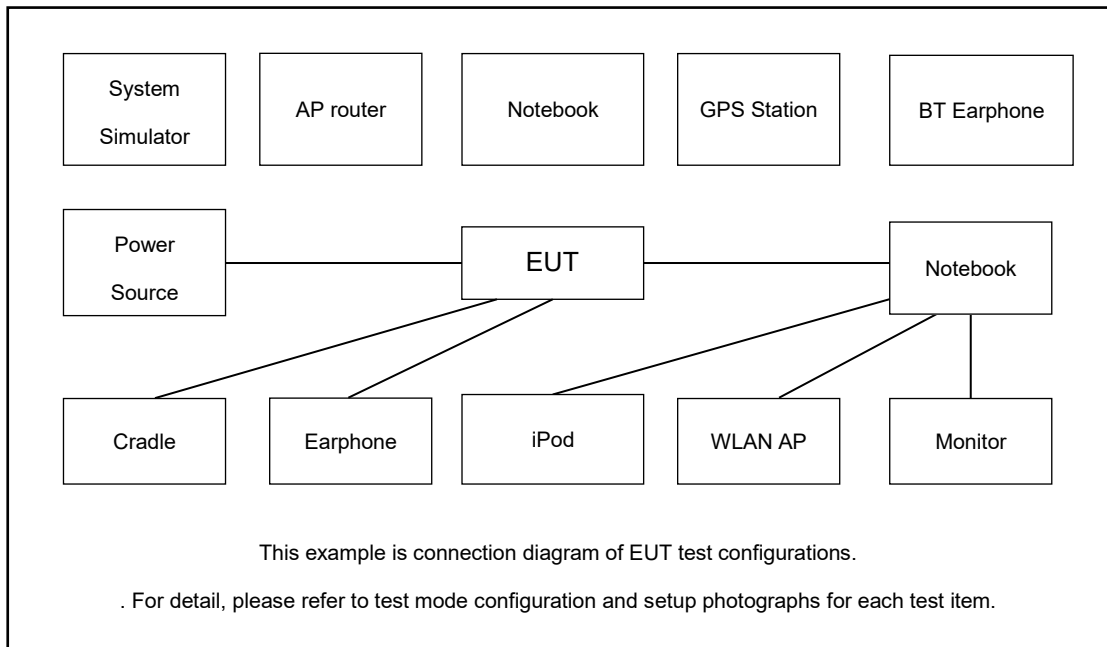 System
Simulator
AP router
Notebook
GPS Station
BT Earphone
Power
Source
EUT
Notebook
Cradle
Earphone
iPod
WLAN AP
Monitor
This example is connection diagram of EUT test configurations.
. For detail, please refer to test mode configuration and setup photographs for each test item.